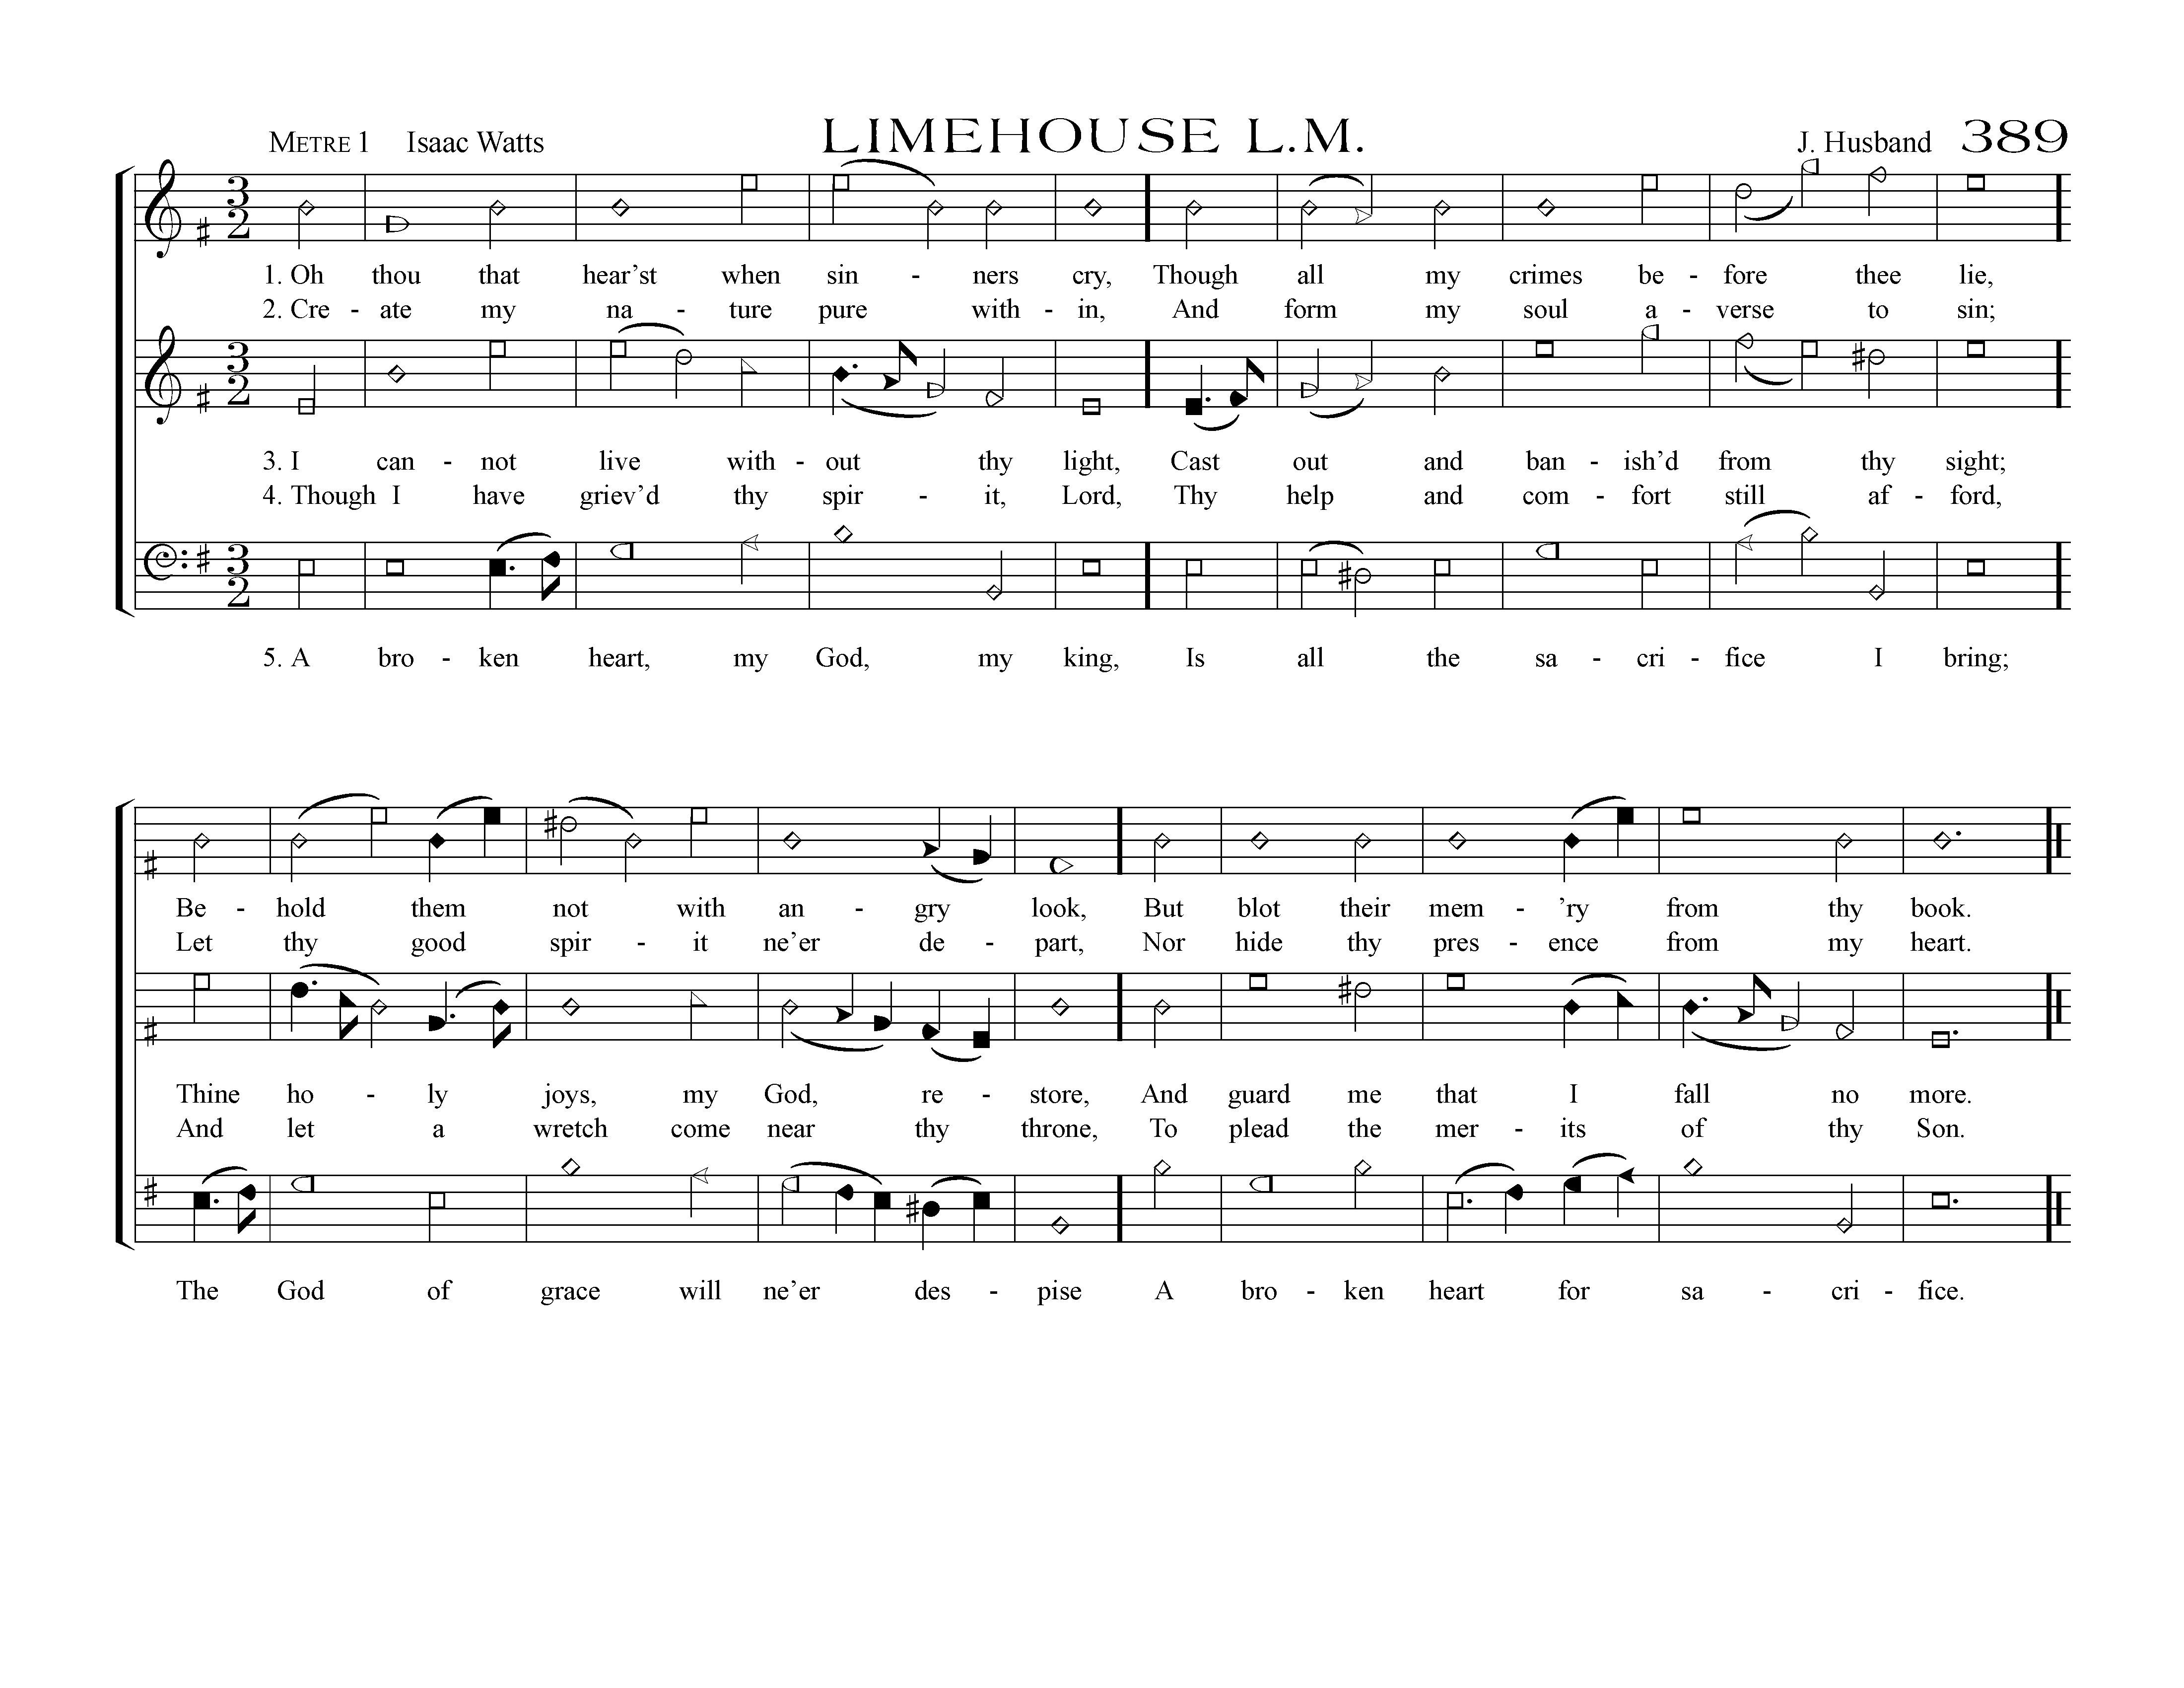 METRE 1 Isaac Watts LIMEHOUSE L.M. J. Husband 389
3 2
1. Oh thou that hear’st when sin - ners cry, Though all my crimes be - fore thee lie,
2. Cre - ate my na - ture pure with - in, And form my soul a - verse to sin;
3 2
3. I can - not live with - out thy light, Cast out and ban - ish’d from thy sight;
4. Though I have griev’d thy spir - it, Lord, Thy help and com - fort still af - ford,
3 2
5. A bro - ken heart, my God, my king, Is all the sa - cri - fice I bring;
Be - hold them not with an - gry look, But blot their mem - ’ry from thy book.
Let thy good spir - it ne’er de - part, Nor hide thy pres - ence from my heart.
Thine ho - ly joys, my God, re - store, And guard me that I fall no more.
And let a wretch come near thy throne, To plead the mer - its of thy Son.
The God of grace will ne’er des - pise A bro - ken heart for sa - cri - fice.